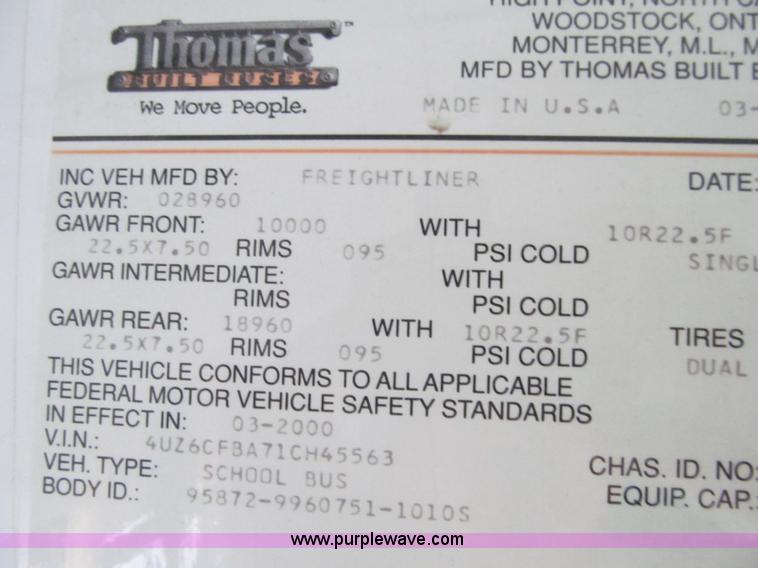 Thomas
BUILT BUSES
We Move People.
WOODSTOCK, ONT
MONTERREY, M.L., M
MFD BY THOMAS BUILT B
MADE IN U.S.A 03-
INC VEH MFD BY: FREIGHTLINER DATE:
GVWR: 028960
GAWR FRONT: 10000 WITH 10R22.5F
22.5X7.50 RIMS 095 PSI COLD SINGL
GAWR INTERMEDIATE: WITH
RIMS PSI COLD
GAWR REAR: 18960 WITH 10R22.5F TIRES
22.5X7.50 RIMS 095 PSI COLD DUAL
THIS VEHICLE CONFORMS TO ALL APPLICABLE
FEDERAL MOTOR VEHICLE SAFETY STANDARDS
IN EFFECT IN: 03-2000
V.I.N.: 4UZ6CFBA71CH45563
VEH. TYPE: SCHOOL BUS CHAS. ID. NO:
BODY ID.: 95872-9960751-1010S EQUIP. CAP.:
www.purplewave.com